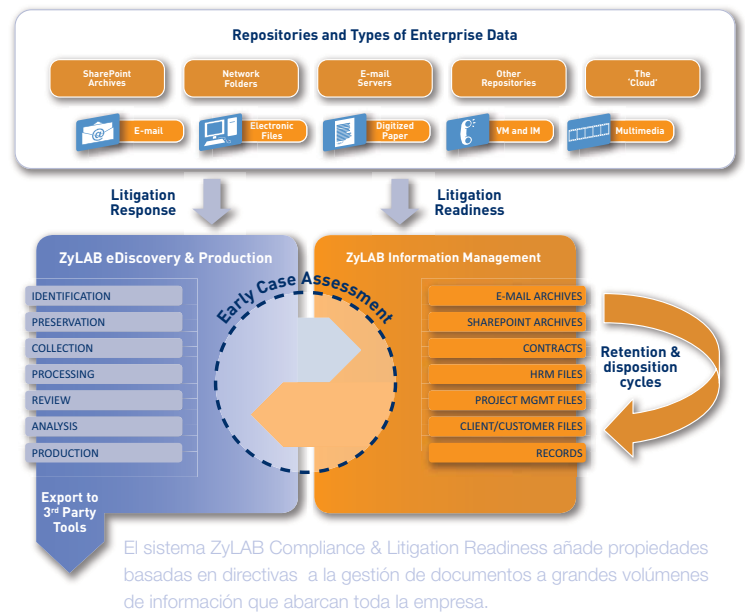 Repositories and Types of Enterprise Data
SharePoint
Archives
Network
Folders
E-mail
Servers
Other
Repositories
The
'Cloud'
@
E-mail
Electronic
Files
Digitized
Paper
VM and IM
Multimedia
Litigation
Response
Litigation
Readiness
ZyLAB eDiscovery & Production
ZyLAB Information Management
Early Case Assessment
IDENTIFICATION
PRESERVATION
COLLECTION
PROCESSING
REVIEW
ANALYSIS
PRODUCTION
E-MAIL ARCHIVES
SHAREPOINT ARCHIVES
CONTRACTS
HRM FILES
PROJECT MGMT FILES
CLIENT/CUSTOMER FILES
RECORDS
Retention &
disposition
cycles
Export to
3rd Party
Tools
El sistema ZyLAB Compliance & Litigation Readiness añade propiedades
basadas en directivas a la gestión de documentos a grandes volúmenes
de información que abarcan toda la empresa.